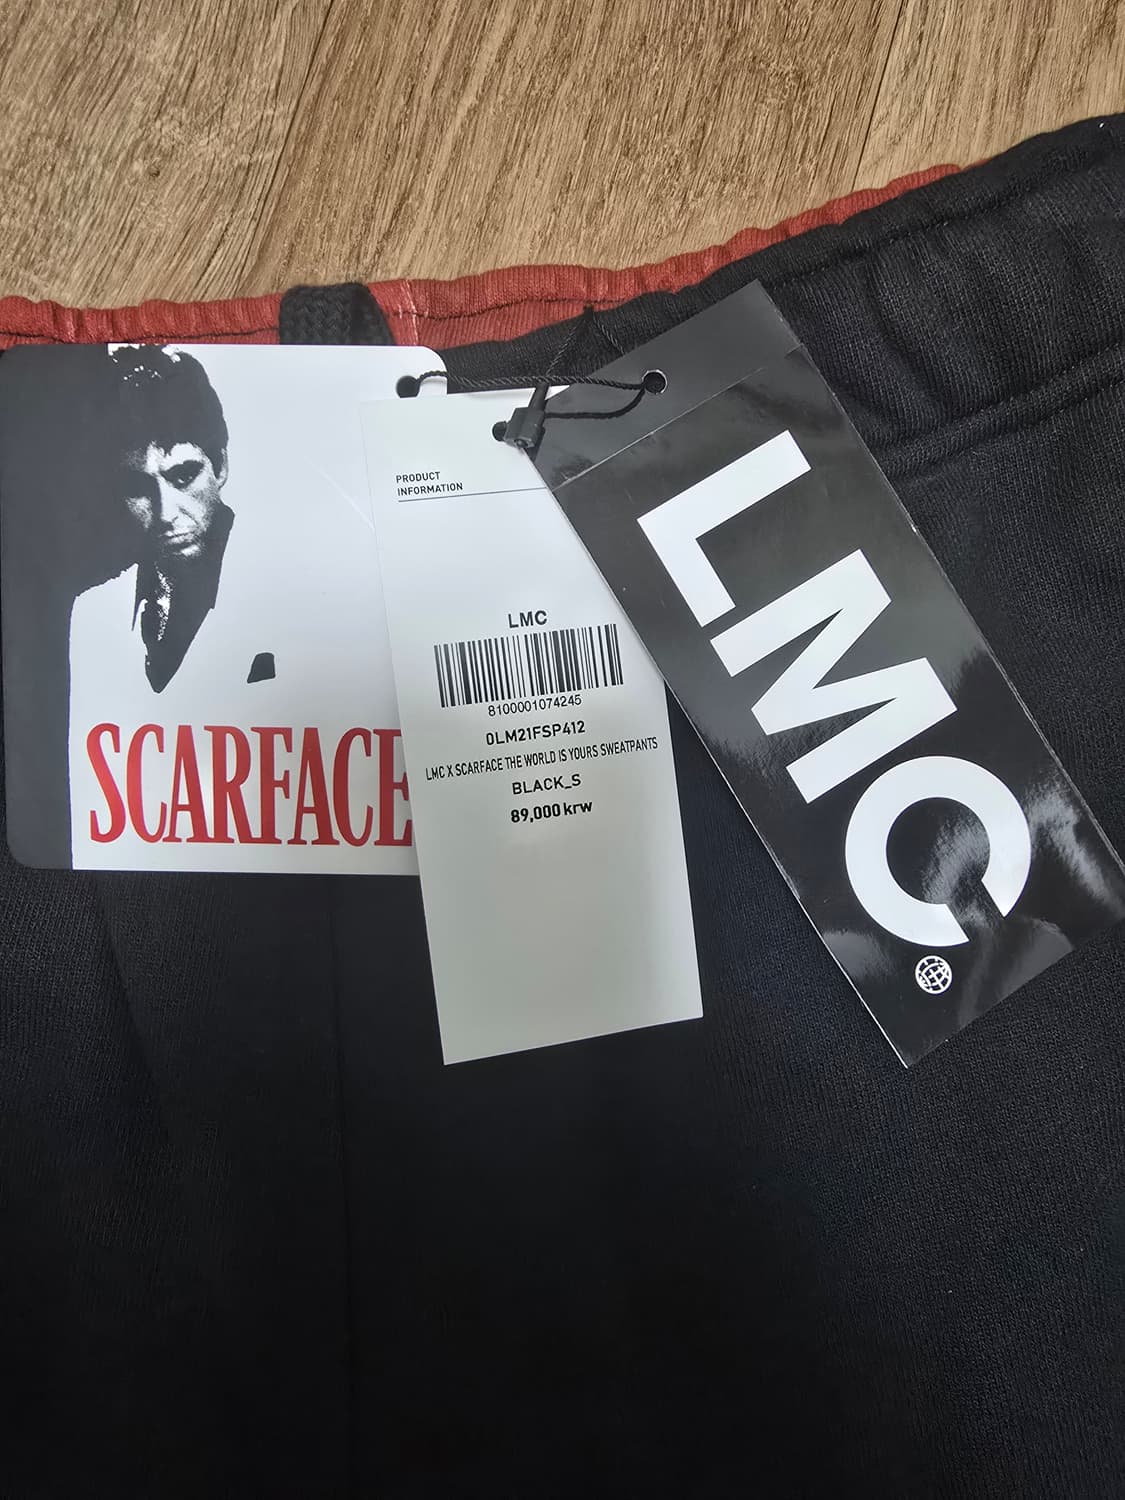 SCARFACE
PRODUCT
INFORMATION
LMC
8100001074245
0LM21FSP412
LMC X SCARFACE THE WORLD IS YOURS SWEATPANTS
BLACK_S
89,000 krw
LMC